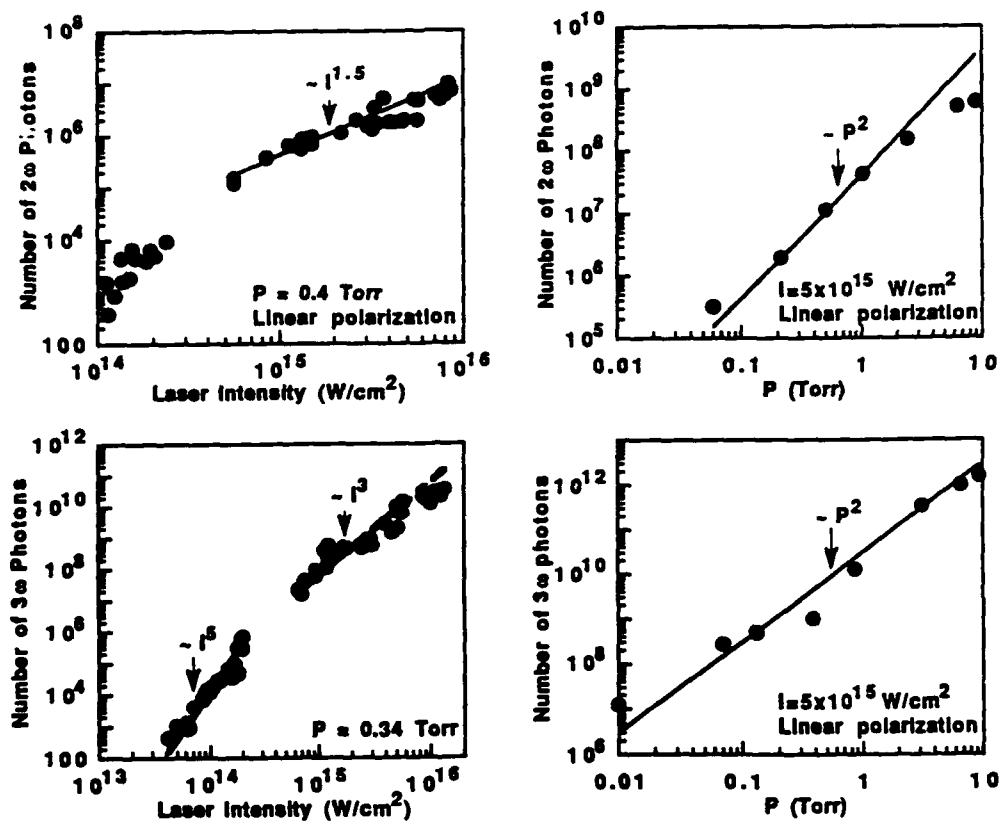 10⁸
10⁶
10⁴
100
10¹⁴
10¹⁵
10¹⁶
Number of 2ω Photons
~ I¹·⁵
P = 0.4 Torr
Linear polarization
Laser Intensity (W/cm²)
10¹⁰
10⁹
10⁸
10⁷
10⁶
10⁵
0.01
0.1
1
10
Number of 2ω Photons
~ P²
I=5x10¹⁵ W/cm²
Linear polarization
P (Torr)
10¹²
10¹⁰
10⁸
10⁶
10⁴
100
10¹³
10¹⁴
10¹⁵
10¹⁶
Number of 3ω Photons
~ I³
~ I⁵
P = 0.34 Torr
Laser Intensity (W/cm²)
10¹²
10¹⁰
10⁸
10⁶
0.01
0.1
1
10
Number of 3ω photons
~ P²
I=5x10¹⁵ W/cm²
Linear polarization
P (Torr)